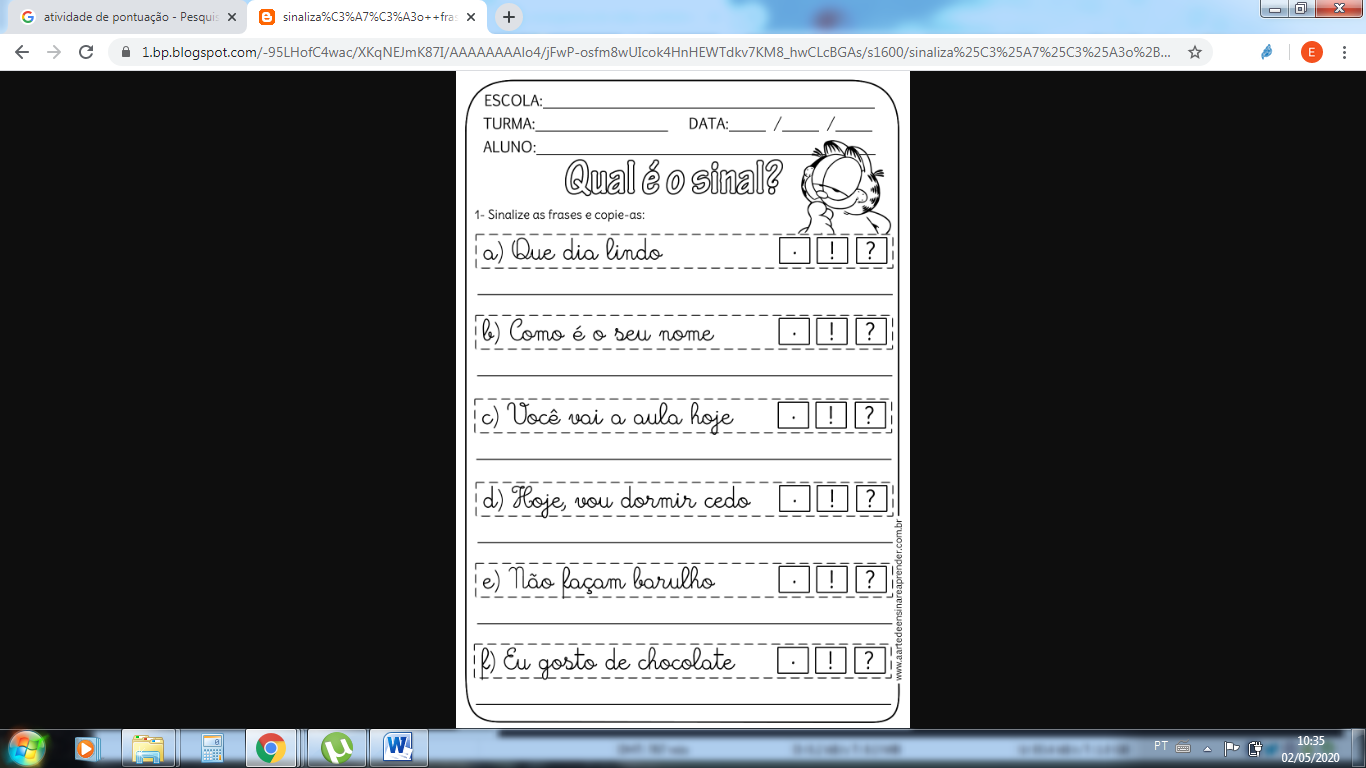 atividade de pontuação - Pesquis
sinaliza%C3%A7%C3%A3o++fras
1.bp.blogspot.com/-95LHofC4wac/XKqNEJmK87I/AAAAAAAAlo4/jFwP-osfm8wUIcok4HnHEWTdkv7KM8_hwCLcBGAs/s1600/sinaliza%25C3%25A7%25C3%25A3o%2B...
E
ESCOLA:
TURMA: DATA: / /
ALUNO:
Qual é o sinal?
1- Sinalize as frases e copie-as:
a) Que dia lindo . ! ?
b) Como é o seu nome . ! ?
c) Você vai a aula hoje . ! ?
d) Hoje, vou dormir cedo . ! ?
e) Não façam barulho . ! ?
f) Eu gosto de chocolate . ! ?
www.aartedeensinareaprender.com.br
PT
10:35
02/05/2020